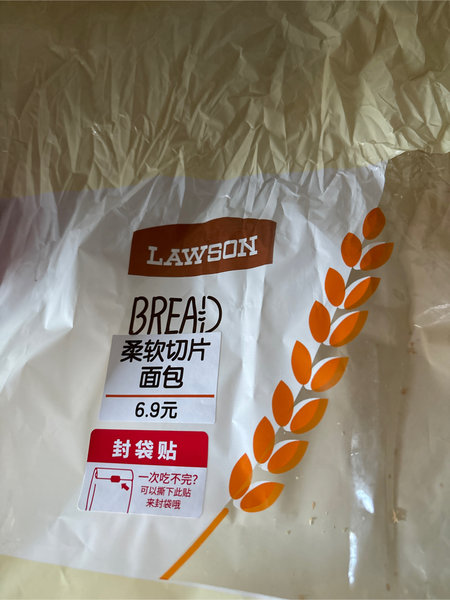 LAWSON
BREAD
柔软切片
面包
6.9元
封袋贴
一次吃不完?
可以撕下此贴
来封袋哦